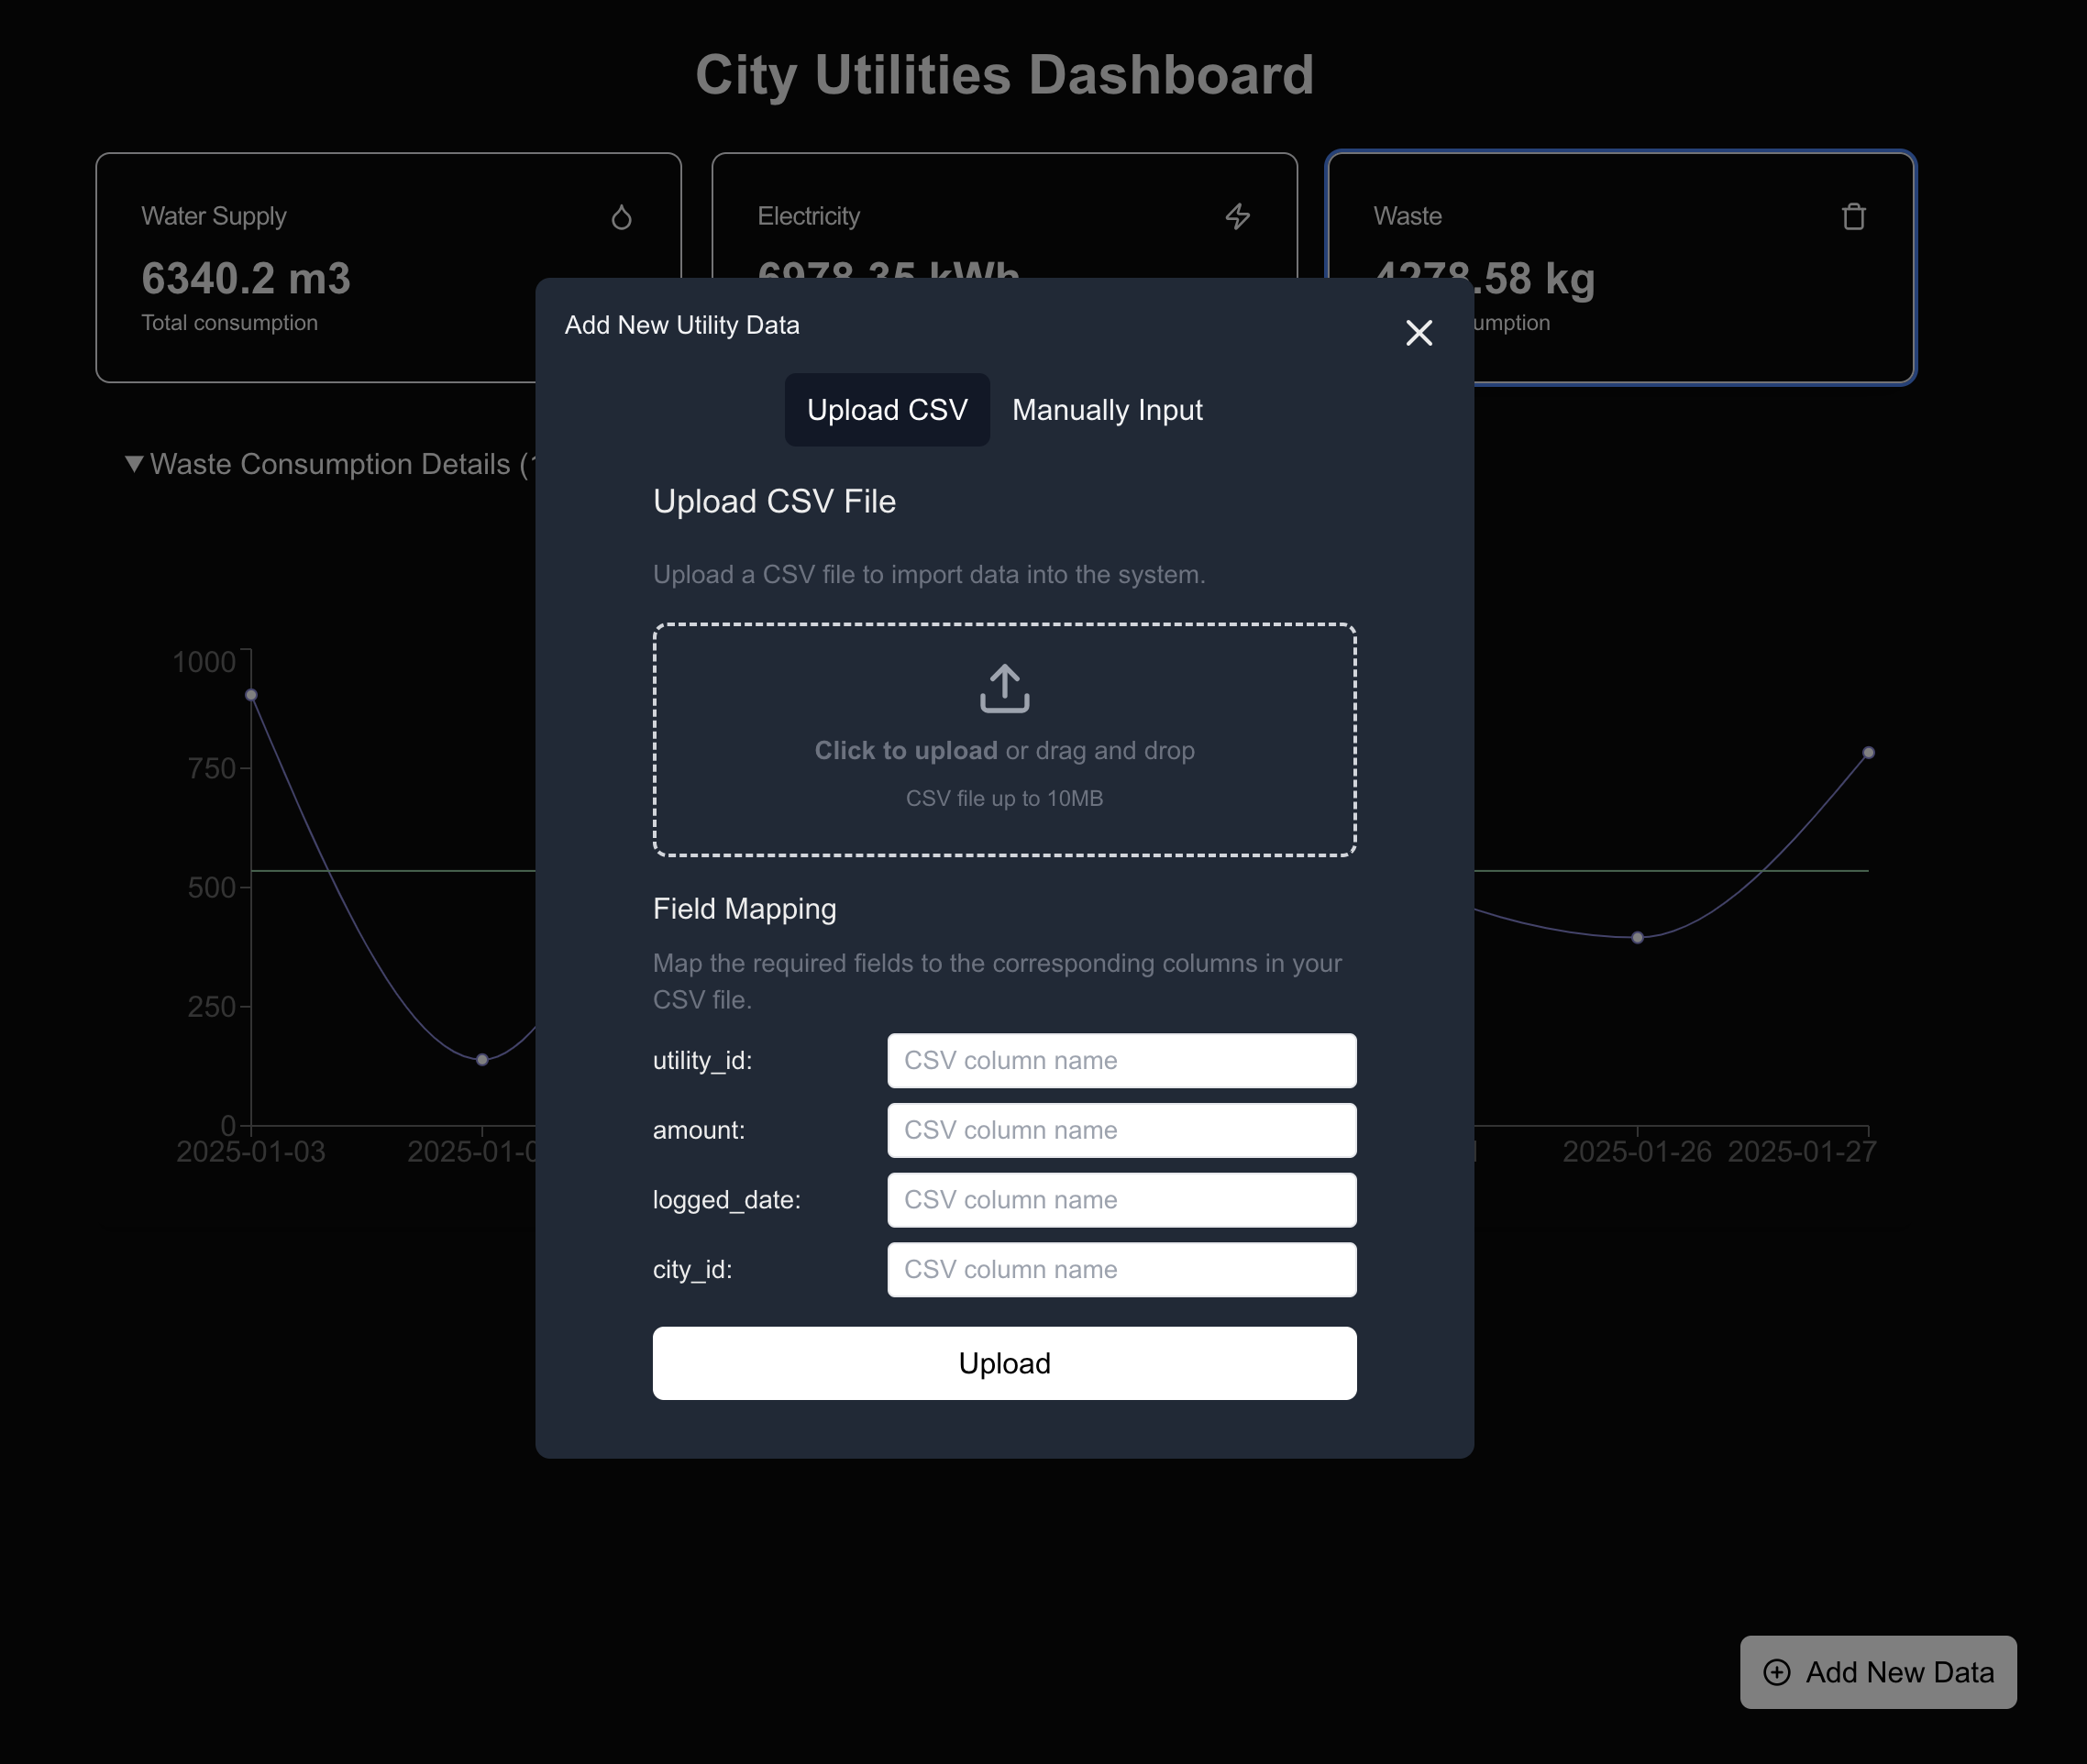 City Utilities Dashboard
Water Supply
6340.2 m3
Total consumption
Electricity
6978.35 kWh
Waste
4278.58 kg
Waste Consumption Details
Add New Utility Data
Upload CSV
Manually Input
Upload CSV File
Upload a CSV file to import data into the system.
Click to upload or drag and drop
CSV file up to 10MB
Field Mapping
Map the required fields to the corresponding columns in your
CSV file.
utility_id:
CSV column name
amount:
CSV column name
logged_date:
CSV column name
city_id:
CSV column name
Upload
1000
750
500
250
0
2025-01-03
2025-01-26
2025-01-27
Add New Data